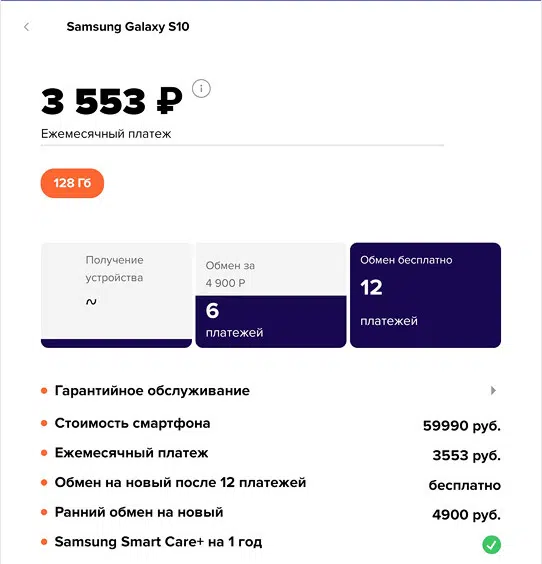 Samsung Galaxy S10
3 553 ₽
Ежемесячный платеж
128 Гб
Получение
устройства
Обмен за
4 900 Р
6
платежей
Обмен бесплатно
12
платежей
Гарантийное обслуживание
Стоимость смартфона 59990 руб.
Ежемесячный платеж 3553 руб.
Обмен на новый после 12 платежей бесплатно
Ранний обмен на новый 4900 руб.
Samsung Smart Care+ на 1 год